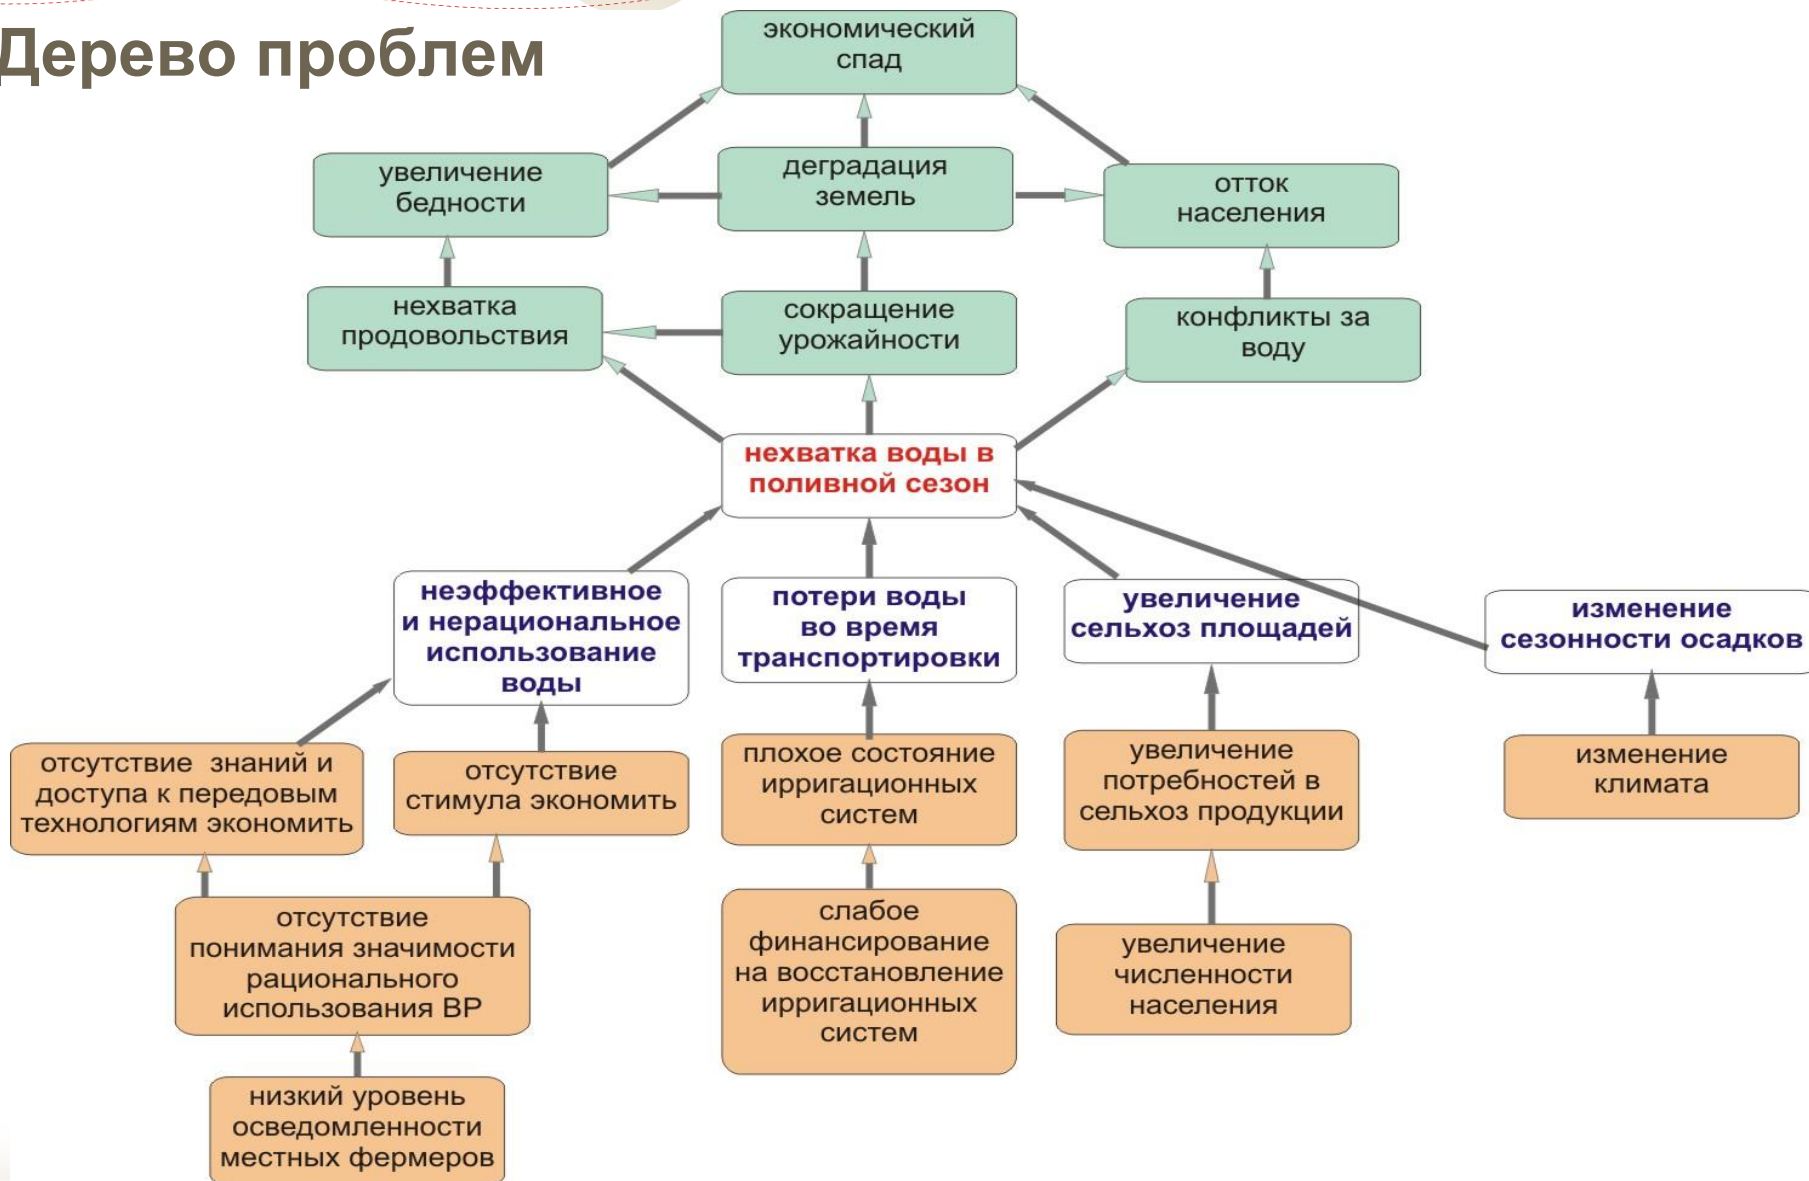 Дерево проблем
экономический
спад
увеличение
бедности
деградация
земель
отток
населения
нехватка
продовольствия
сокращение
урожайности
конфликты за
воду
нехватка воды в
поливной сезон
неэффективное
и нерациональное
использование
воды
потери воды
во время
транспортировки
увеличение
сельхоз площадей
изменение
сезонности осадков
отсутствие знаний и
доступа к передовым
технологиям экономить
отсутствие
стимула экономить
плохое состояние
ирригационных
систем
увеличение
потребностей в
сельхоз продукции
изменение
климата
отсутствие
понимания значимости
рационального
использования ВР
слабое
финансирование
на восстановление
ирригационных
систем
увеличение
численности
населения
низкий уровень
осведомленности
местных фермеров